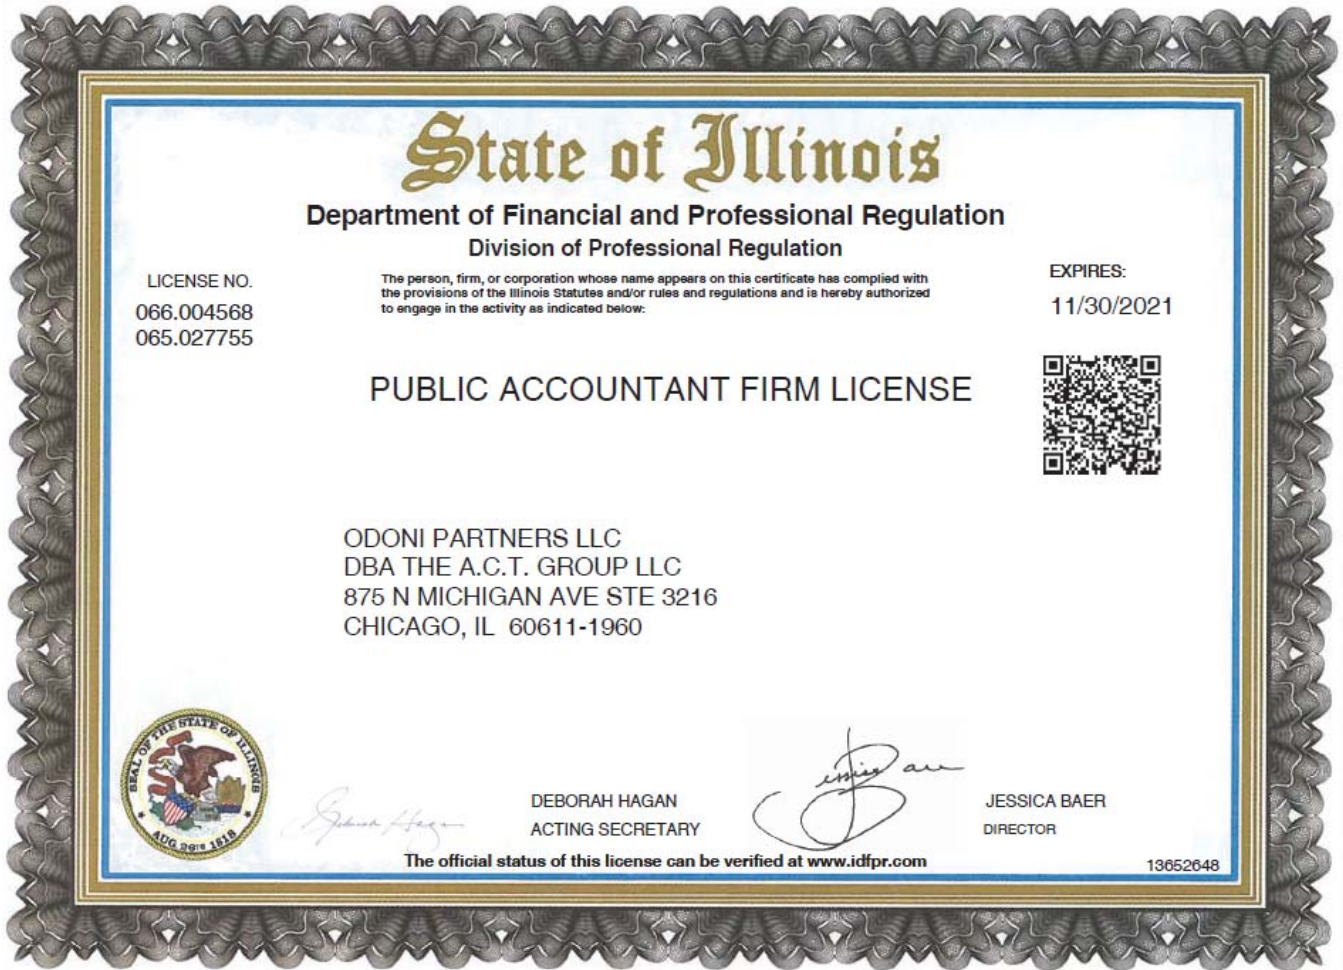 State of Illinois
Department of Financial and Professional Regulation
Division of Professional Regulation
LICENSE NO.
066.004568
065.027755
The person, firm, or corporation whose name appears on this certificate has complied with
the provisions of the Illinois Statutes and/or rules and regulations and is hereby authorized
to engage in the activity as indicated below:
EXPIRES:
11/30/2021
PUBLIC ACCOUNTANT FIRM LICENSE
ODONI PARTNERS LLC
DBA THE A.C.T. GROUP LLC
875 N MICHIGAN AVE STE 3216
CHICAGO, IL 60611-1960
SEAL OF THE STATE OF ILLINOIS
AUG. 26TH 1818
Deborah Hagan
DEBORAH HAGAN
ACTING SECRETARY
JESSICA BAER
DIRECTOR
The official status of this license can be verified at www.idfpr.com
13652648